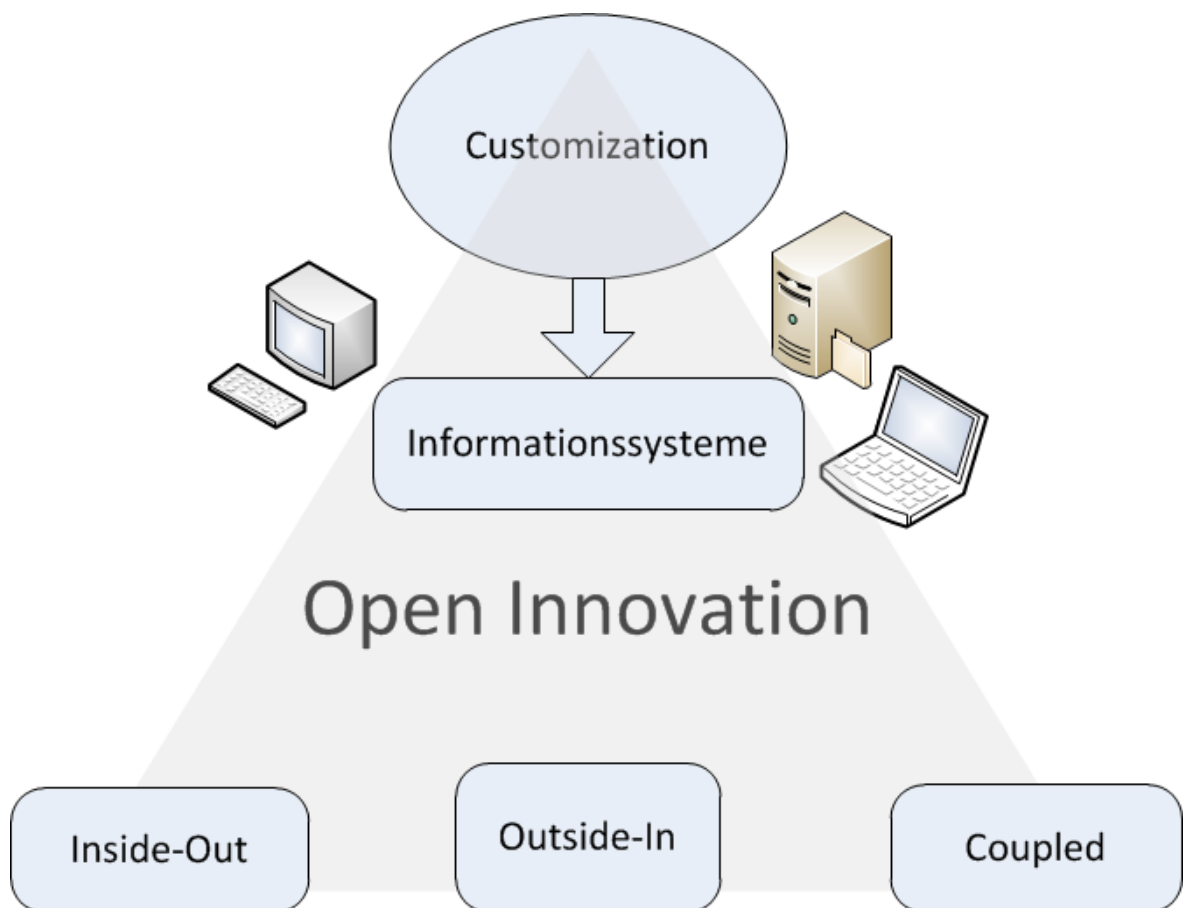 Customization
Informationssysteme
Open Innovation
Inside-Out
Outside-In
Coupled